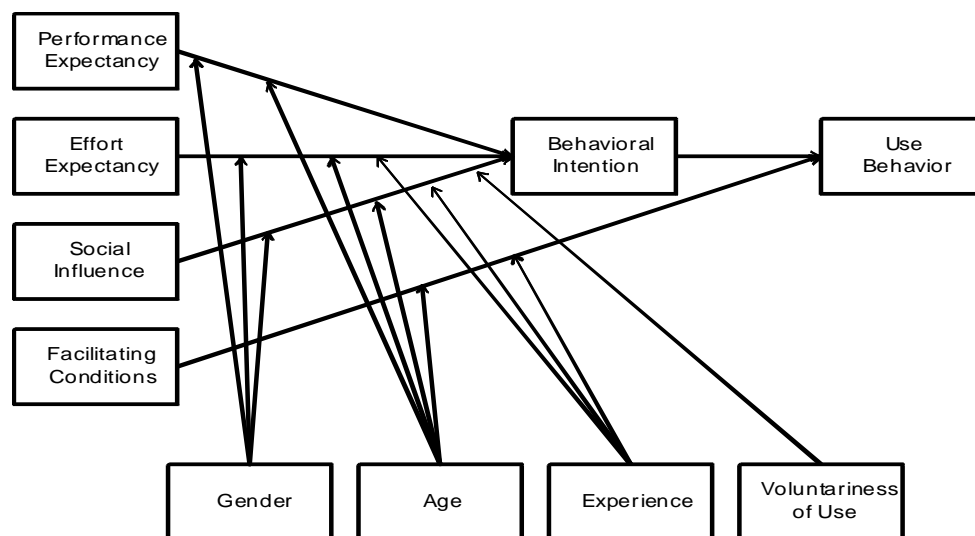 Performance
Expectancy
Effort
Expectancy
Behavioral
Intention
Use
Behavior
Social
Influence
Facilitating
Conditions
Gender
Age
Experience
Voluntariness
of Use